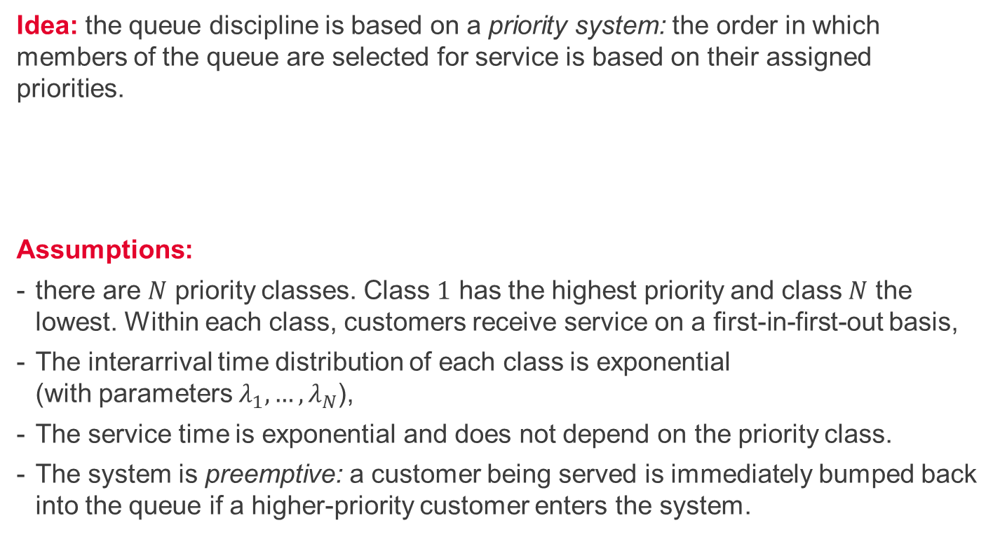 Idea: the queue discipline is based on a priority system: the order in which
members of the queue are selected for service is based on their assigned
priorities.
Assumptions:
- there are 𝑁 priority classes. Class 1 has the highest priority and class 𝑁 the
lowest. Within each class, customers receive service on a first-in-first-out basis,
- The interarrival time distribution of each class is exponential
(with parameters 𝜆₁, … , 𝜆_𝑁),
- The service time is exponential and does not depend on the priority class.
- The system is preemptive: a customer being served is immediately bumped back
into the queue if a higher-priority customer enters the system.